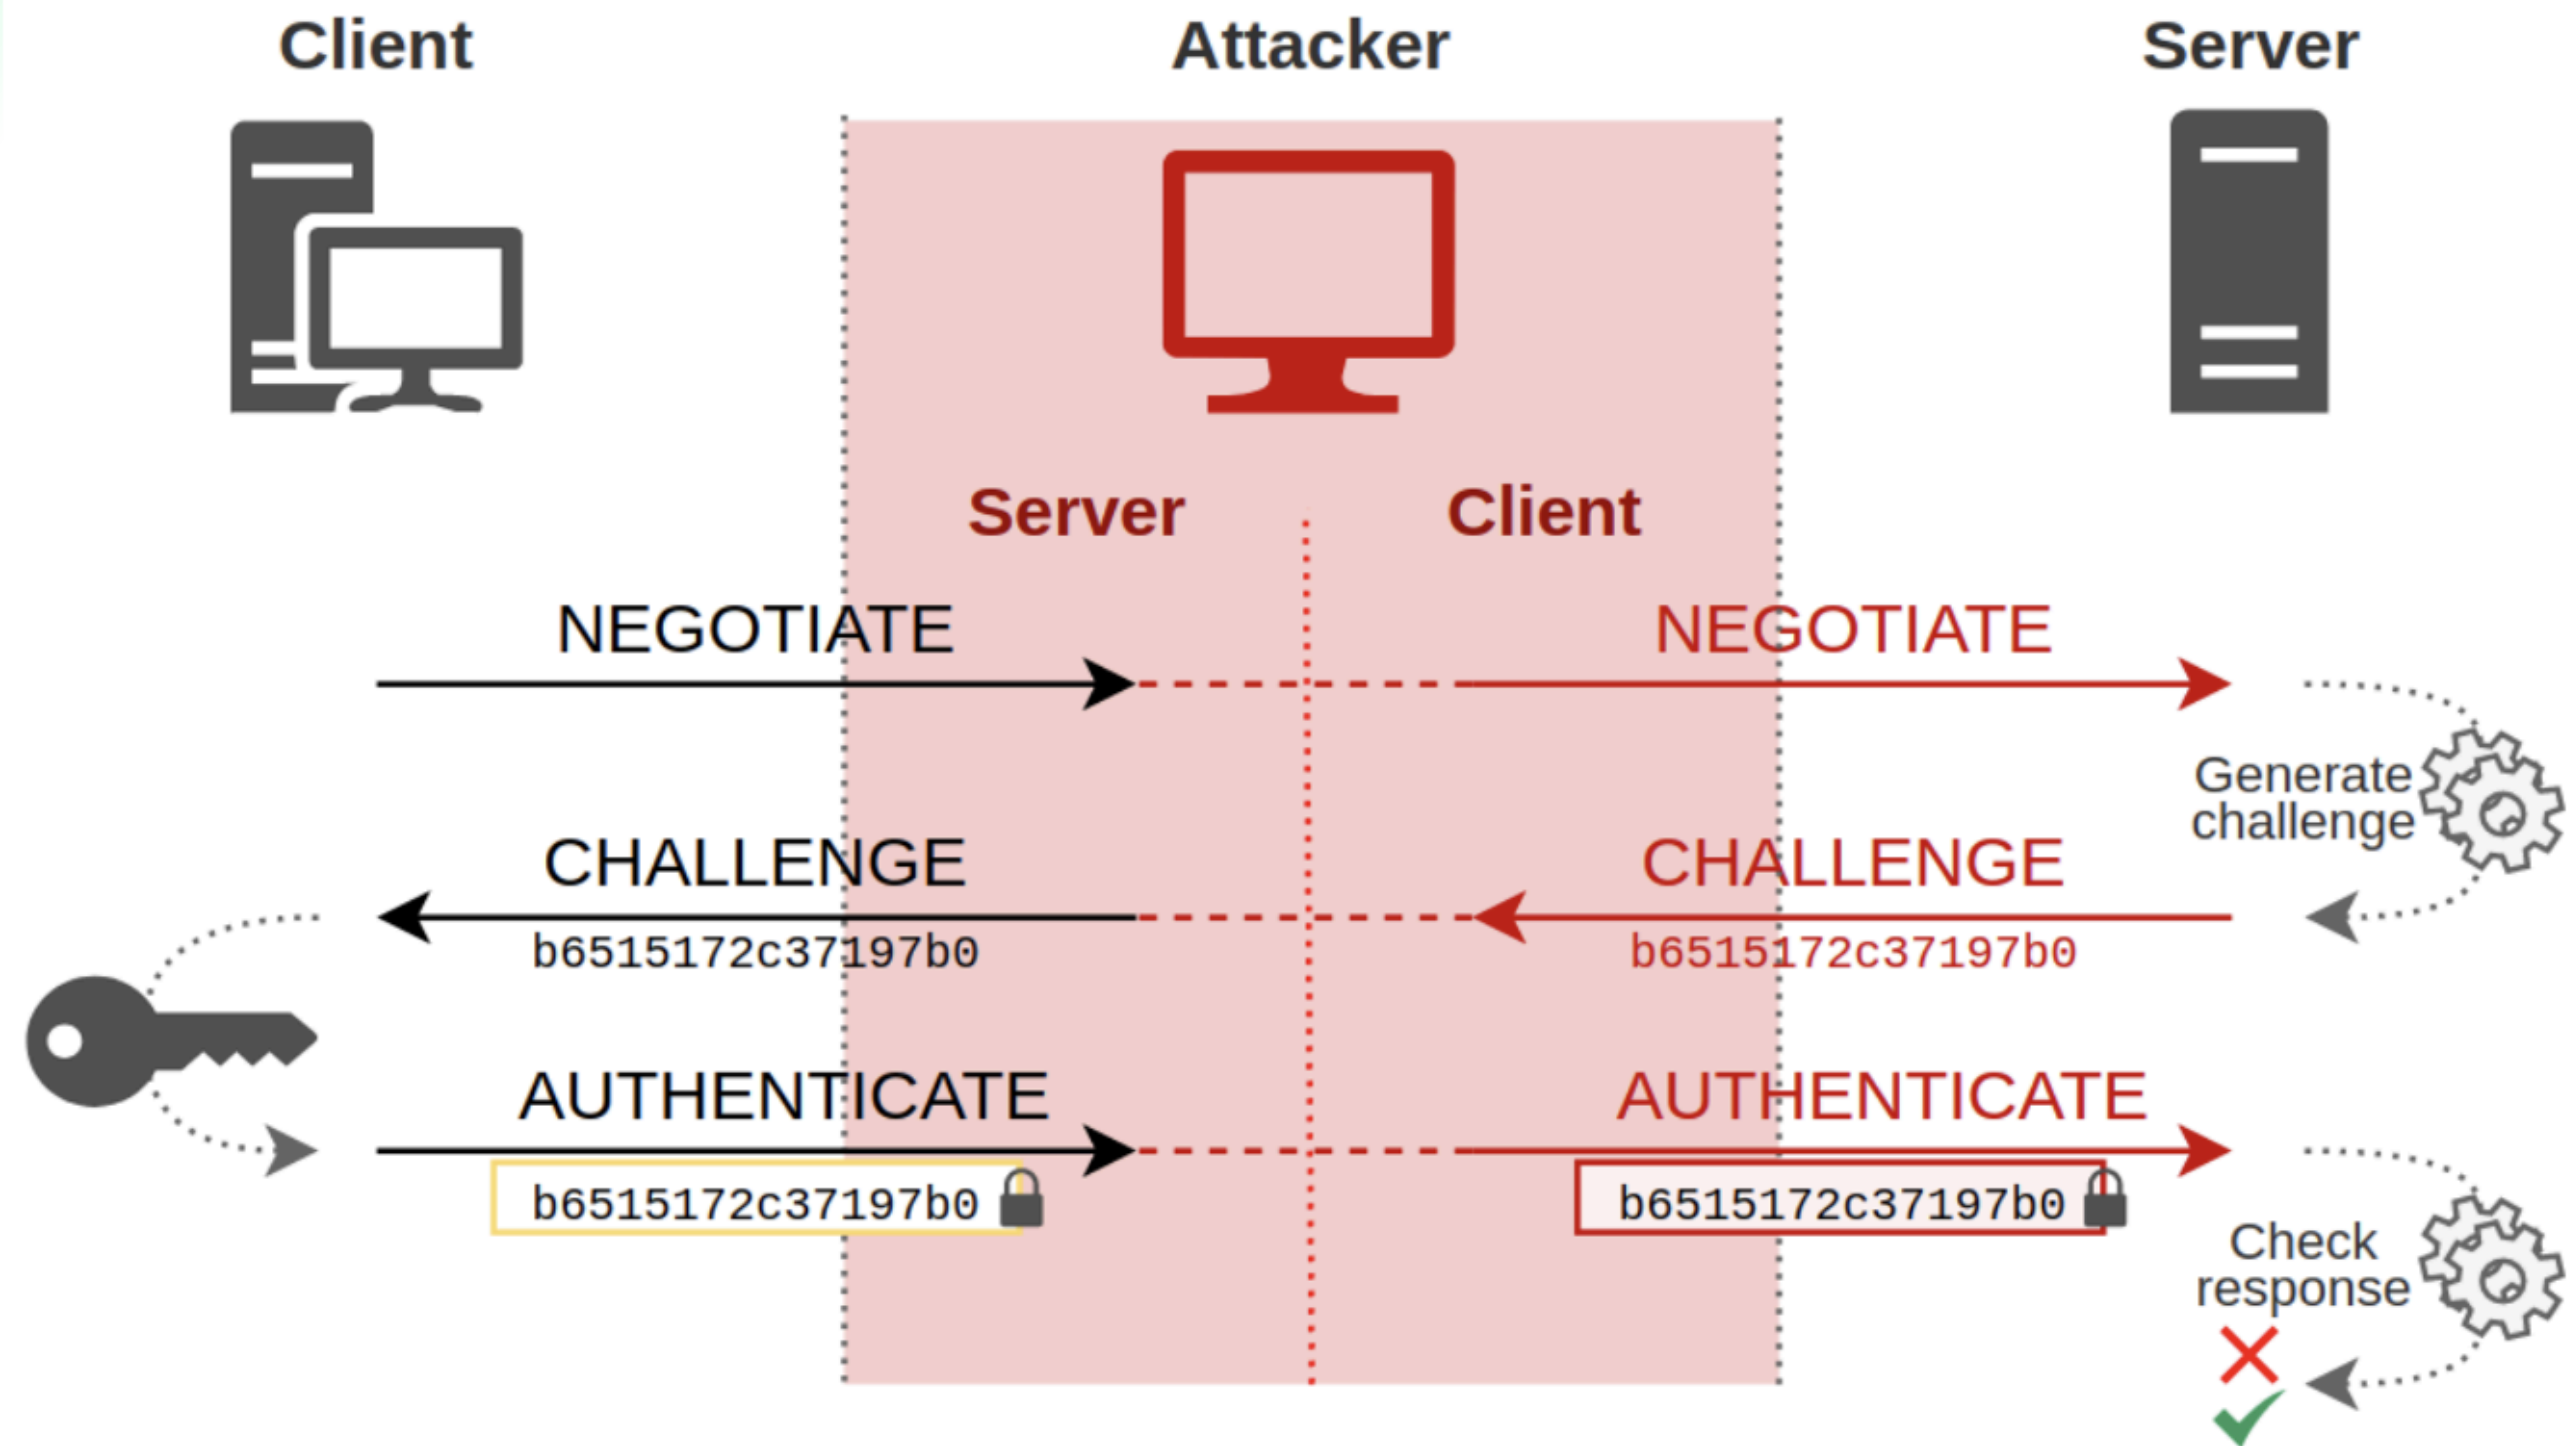 Client
Attacker
Server
Server
Client
NEGOTIATE
NEGOTIATE
Generate
challenge
CHALLENGE
CHALLENGE
b6515172c37197b0
b6515172c37197b0
AUTHENTICATE
AUTHENTICATE
b6515172c37197b0
b6515172c37197b0
Check
response